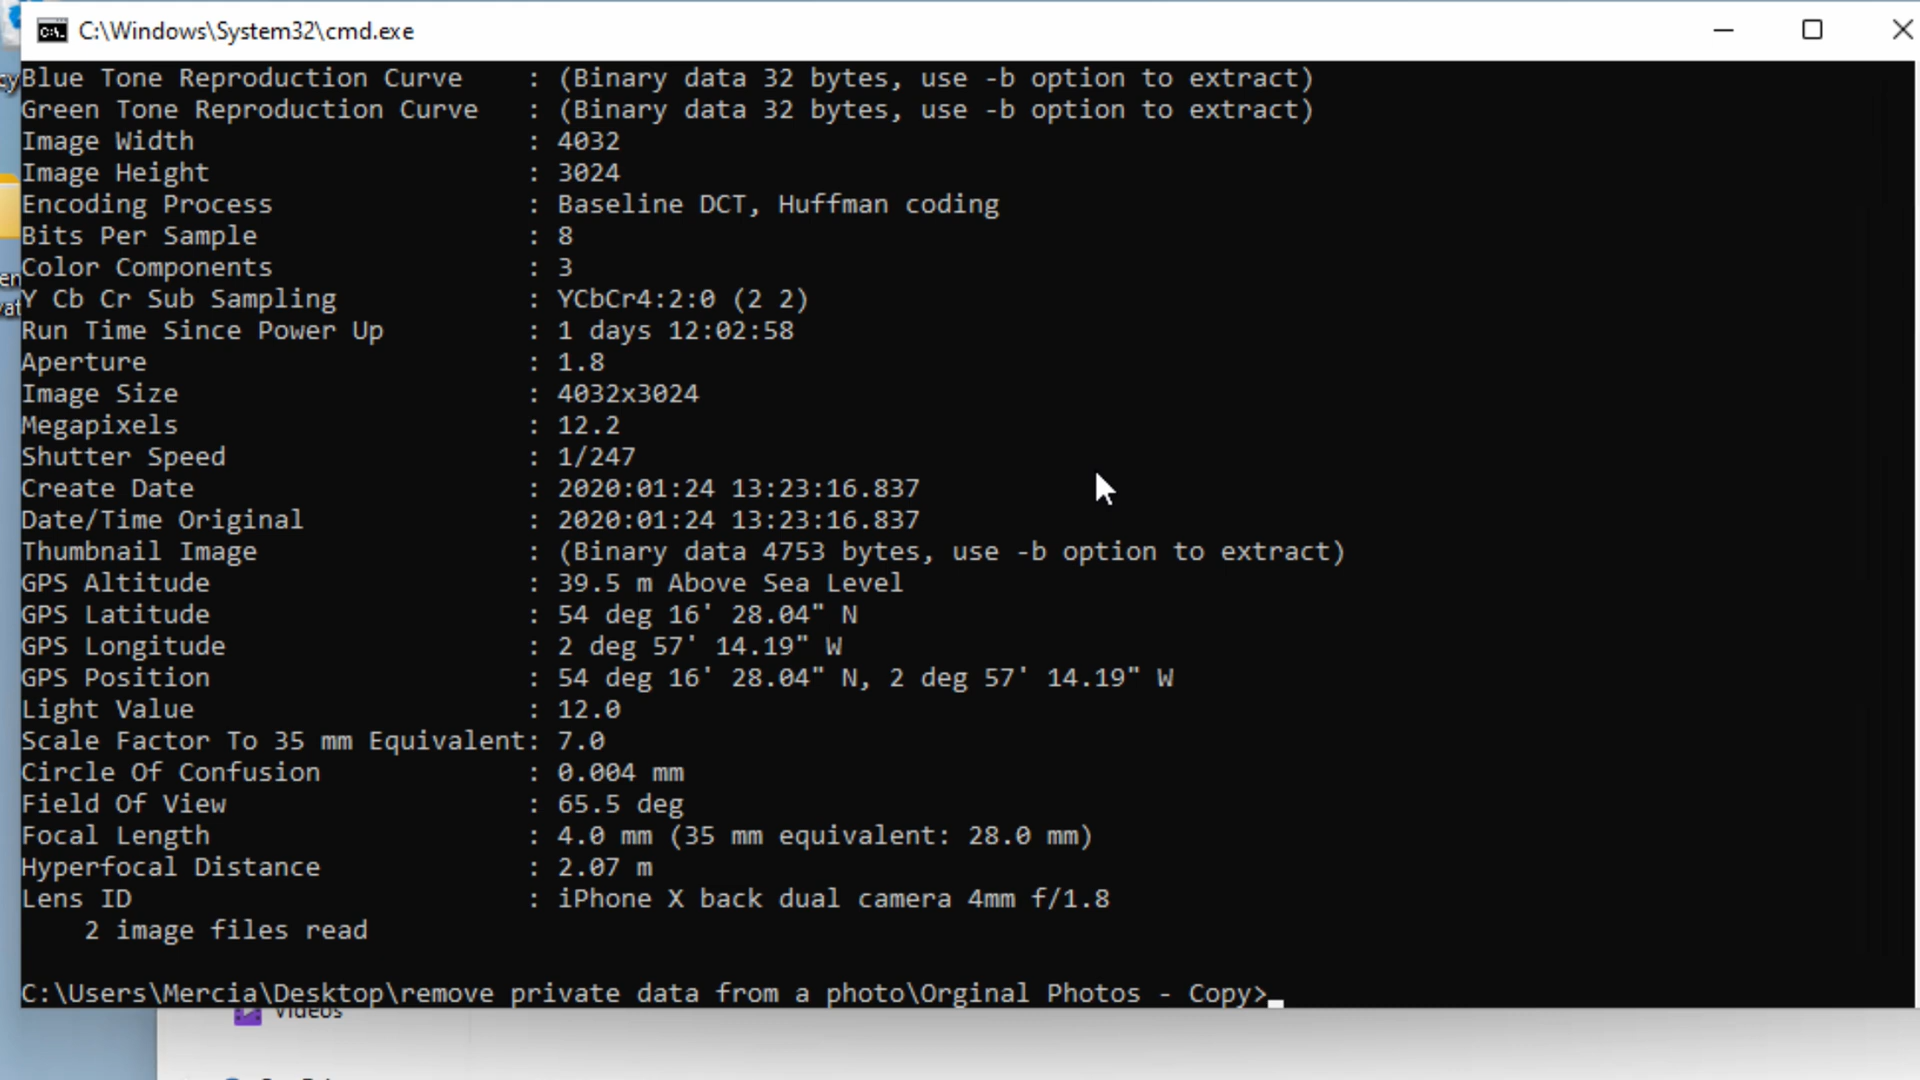 C:\Windows\System32\cmd.exe
Blue Tone Reproduction Curve : (Binary data 32 bytes, use -b option to extract)
Green Tone Reproduction Curve : (Binary data 32 bytes, use -b option to extract)
Image Width : 4032
Image Height : 3024
Encoding Process : Baseline DCT, Huffman coding
Bits Per Sample : 8
Color Components : 3
Y Cb Cr Sub Sampling : YCbCr4:2:0 (2 2)
Run Time Since Power Up : 1 days 12:02:58
Aperture : 1.8
Image Size : 4032x3024
Megapixels : 12.2
Shutter Speed : 1/247
Create Date : 2020:01:24 13:23:16.837
Date/Time Original : 2020:01:24 13:23:16.837
Thumbnail Image : (Binary data 4753 bytes, use -b option to extract)
GPS Altitude : 39.5 m Above Sea Level
GPS Latitude : 54 deg 16' 28.04" N
GPS Longitude : 2 deg 57' 14.19" W
GPS Position : 54 deg 16' 28.04" N, 2 deg 57' 14.19" W
Light Value : 12.0
Scale Factor To 35 mm Equivalent: 7.0
Circle Of Confusion : 0.004 mm
Field Of View : 65.5 deg
Focal Length : 4.0 mm (35 mm equivalent: 28.0 mm)
Hyperfocal Distance : 2.07 m
Lens ID : iPhone X back dual camera 4mm f/1.8
2 image files read
C:\Users\Mercia\Desktop\remove private data from a photo\Orginal Photos - Copy>
Videos